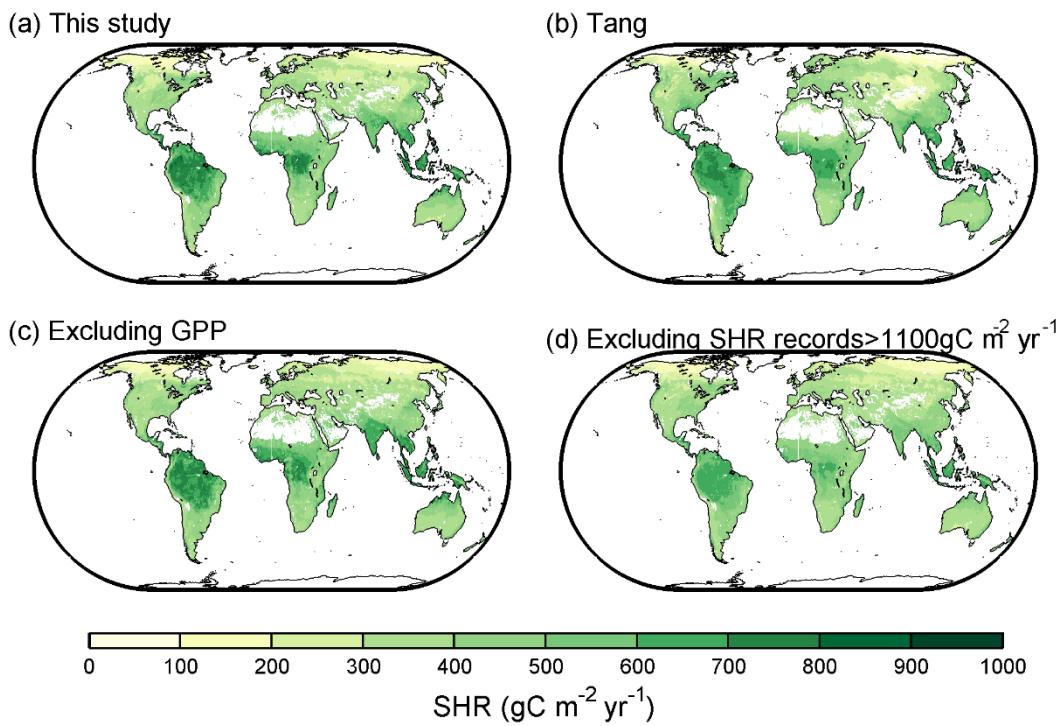 (a) This study
(b) Tang
(c) Excluding GPP
(d) Excluding SHR records>1100gC m⁻² yr⁻¹
0 100 200 300 400 500 600 700 800 900 1000
SHR (gC m⁻² yr⁻¹)